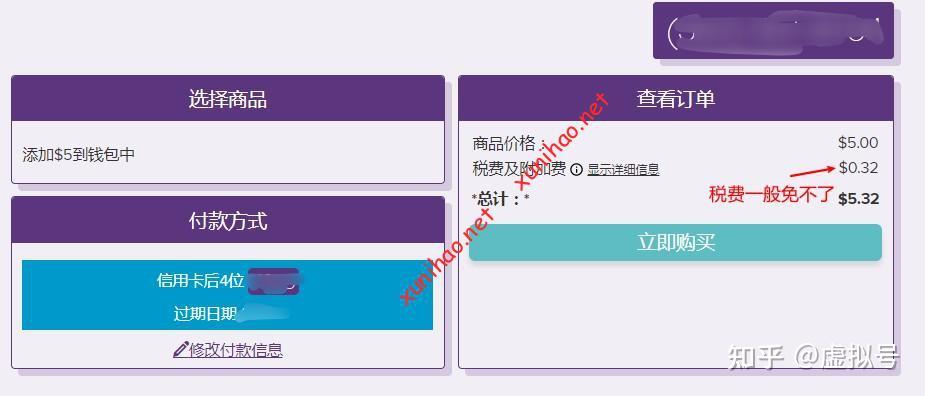 选择商品
添加$5到钱包中
付款方式
信用卡后4位
过期日期
修改付款信息
查看订单
商品价格：
$5.00
税费及附加费 显示详细信息
$0.32
税费一般免不了
*总计：*
$5.32
立即购买
xunihao.net
xunihao.net
知乎 @虚拟号